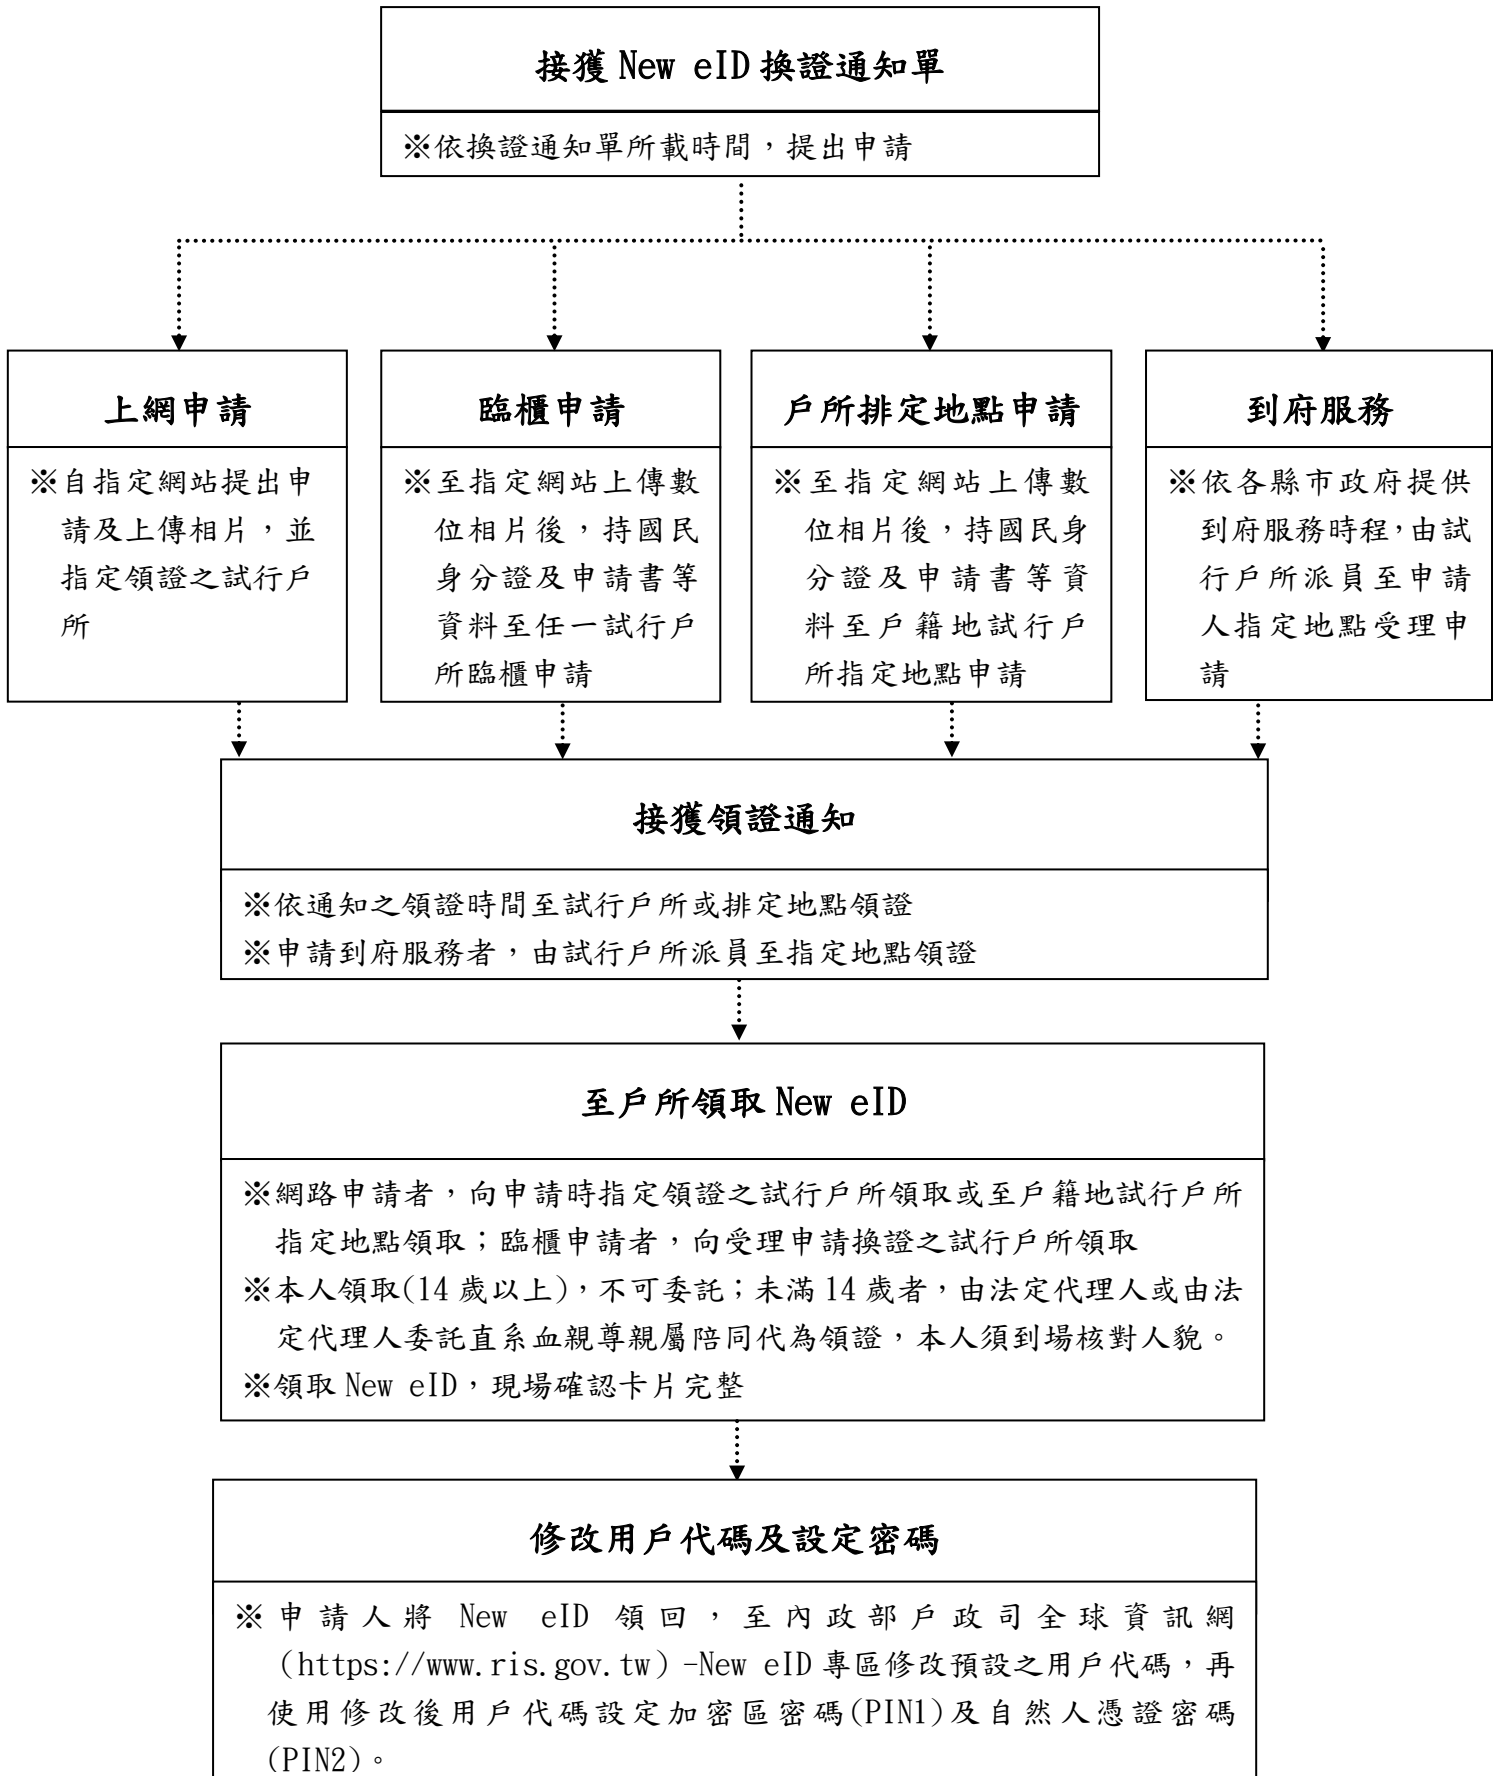 接獲 New eID 換證通知單
※依換證通知單所載時間，提出申請
上網申請
※自指定網站提出申
請及上傳相片，並
指定領證之試行戶
所
臨櫃申請
※至指定網站上傳數
位相片後，持國民
身分證及申請書等
資料至任一試行戶
所臨櫃申請
戶所排定地點申請
※至指定網站上傳數
位相片後，持國民身
分證及申請書等資
料至戶籍地試行戶
所指定地點申請
到府服務
※依各縣市政府提供
到府服務時程，由試
行戶所派員至申請
人指定地點受理申
請
接獲領證通知
※依通知之領證時間至試行戶所或排定地點領證
※申請到府服務者，由試行戶所派員至指定地點領證
至戶所領取 New eID
※網路申請者，向申請時指定領證之試行戶所領取或至戶籍地試行戶所
指定地點領取；臨櫃申請者，向受理申請換證之試行戶所領取
※本人領取(14 歲以上)，不可委託；未滿 14 歲者，由法定代理人或由法
定代理人委託直系血親尊親屬陪同代為領證，本人須到場核對人貌。
※領取 New eID，現場確認卡片完整
修改用戶代碼及設定密碼
※申請人將 New eID 領回，至內政部戶政司全球資訊網
（https://www.ris.gov.tw）-New eID 專區修改預設之用戶代碼，再
使用修改後用戶代碼設定加密區密碼(PIN1)及自然人憑證密碼
(PIN2)。